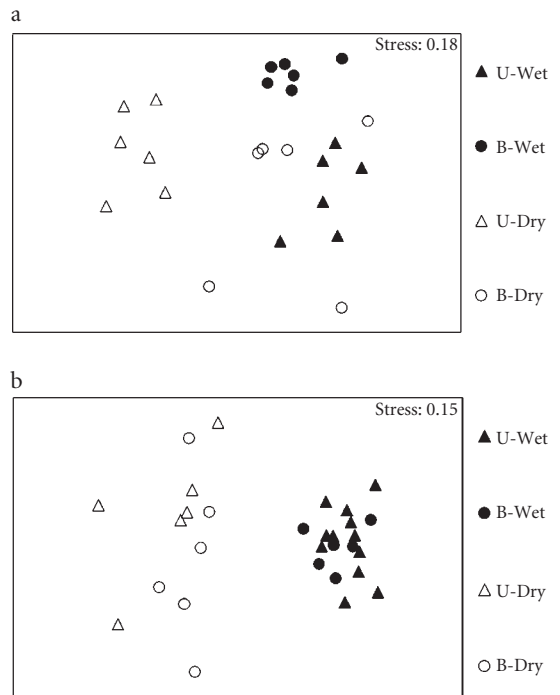 a
Stress: 0.18
U-Wet
B-Wet
U-Dry
B-Dry
b
Stress: 0.15
U-Wet
B-Wet
U-Dry
B-Dry